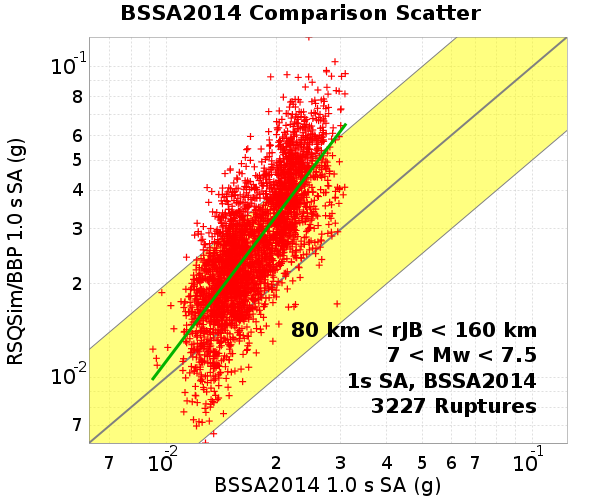 BSSA2014 Comparison Scatter
RSQSim/BBP 1.0 s SA (g)
10-1
8
6
5
4
3
2
10-2
7
80 km < rJB < 160 km
7 < Mw < 7.5
1s SA, BSSA2014
3227 Ruptures
7 10-2 2 3 4 5 6 7 10-1
BSSA2014 1.0 s SA (g)